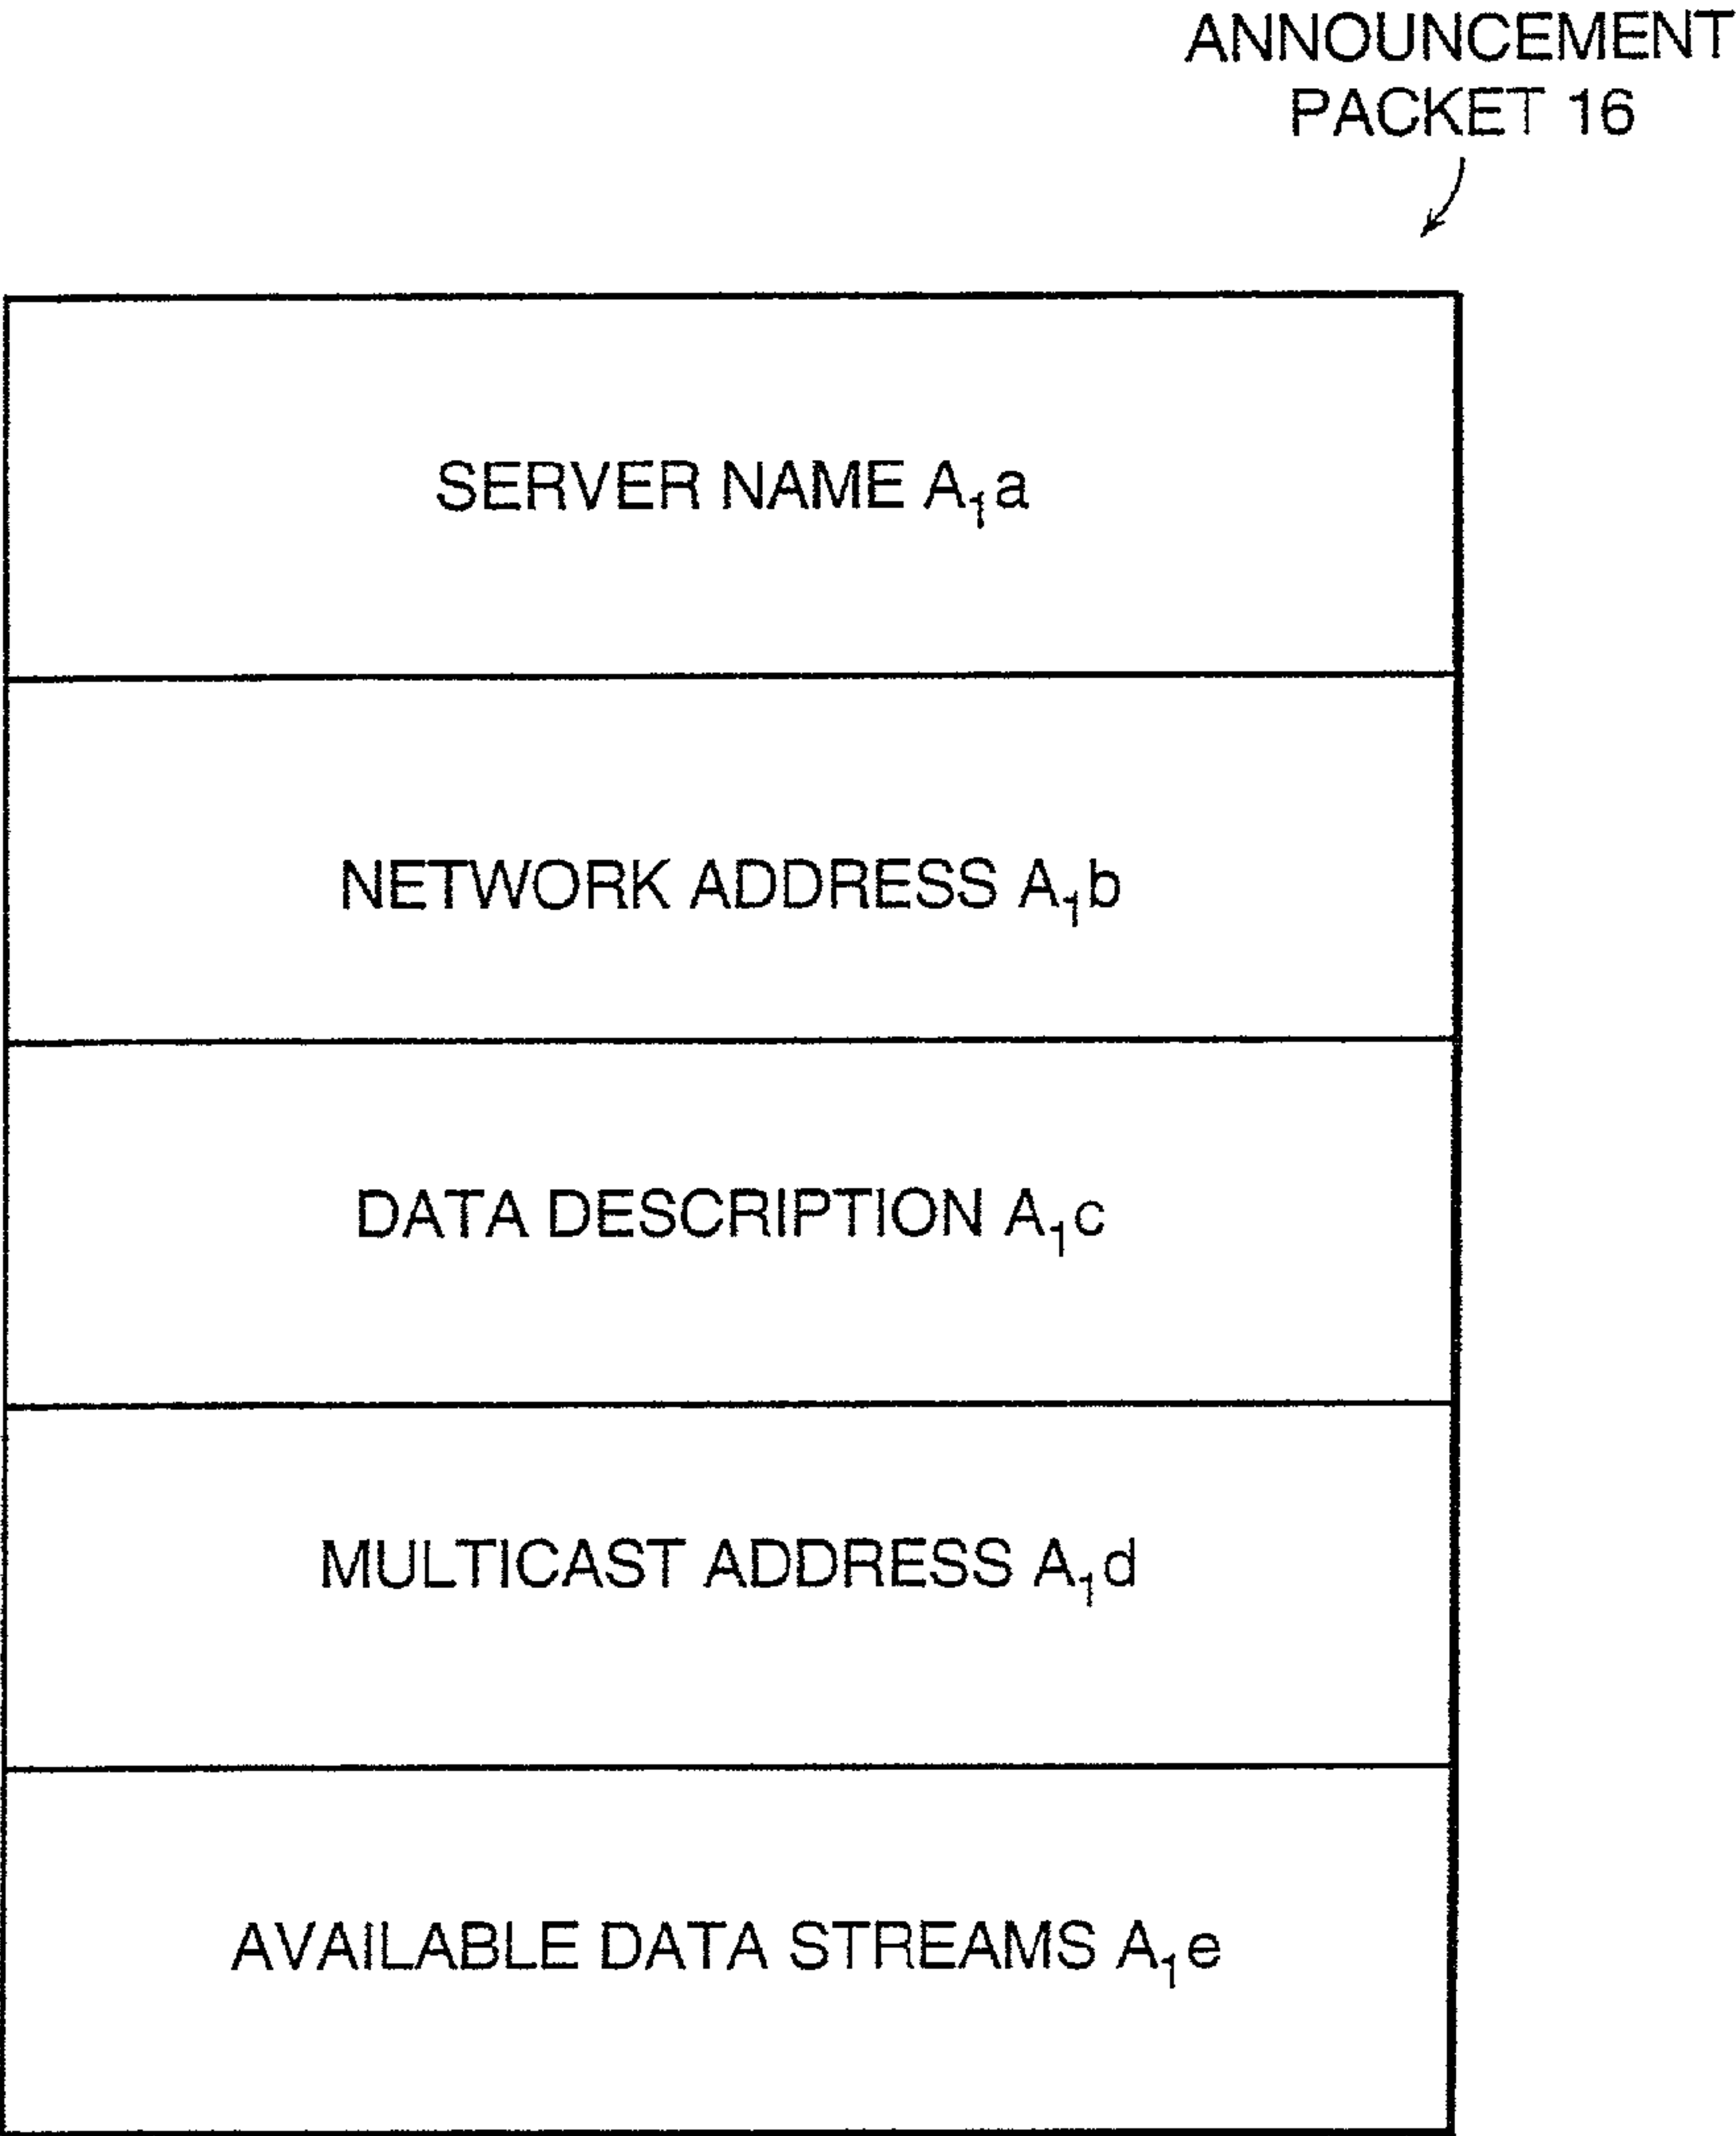 ANNOUNCEMENT
PACKET 16
SERVER NAME A₁a
NETWORK ADDRESS A₁b
DATA DESCRIPTION A₁c
MULTICAST ADDRESS A₁d
AVAILABLE DATA STREAMS A₁e